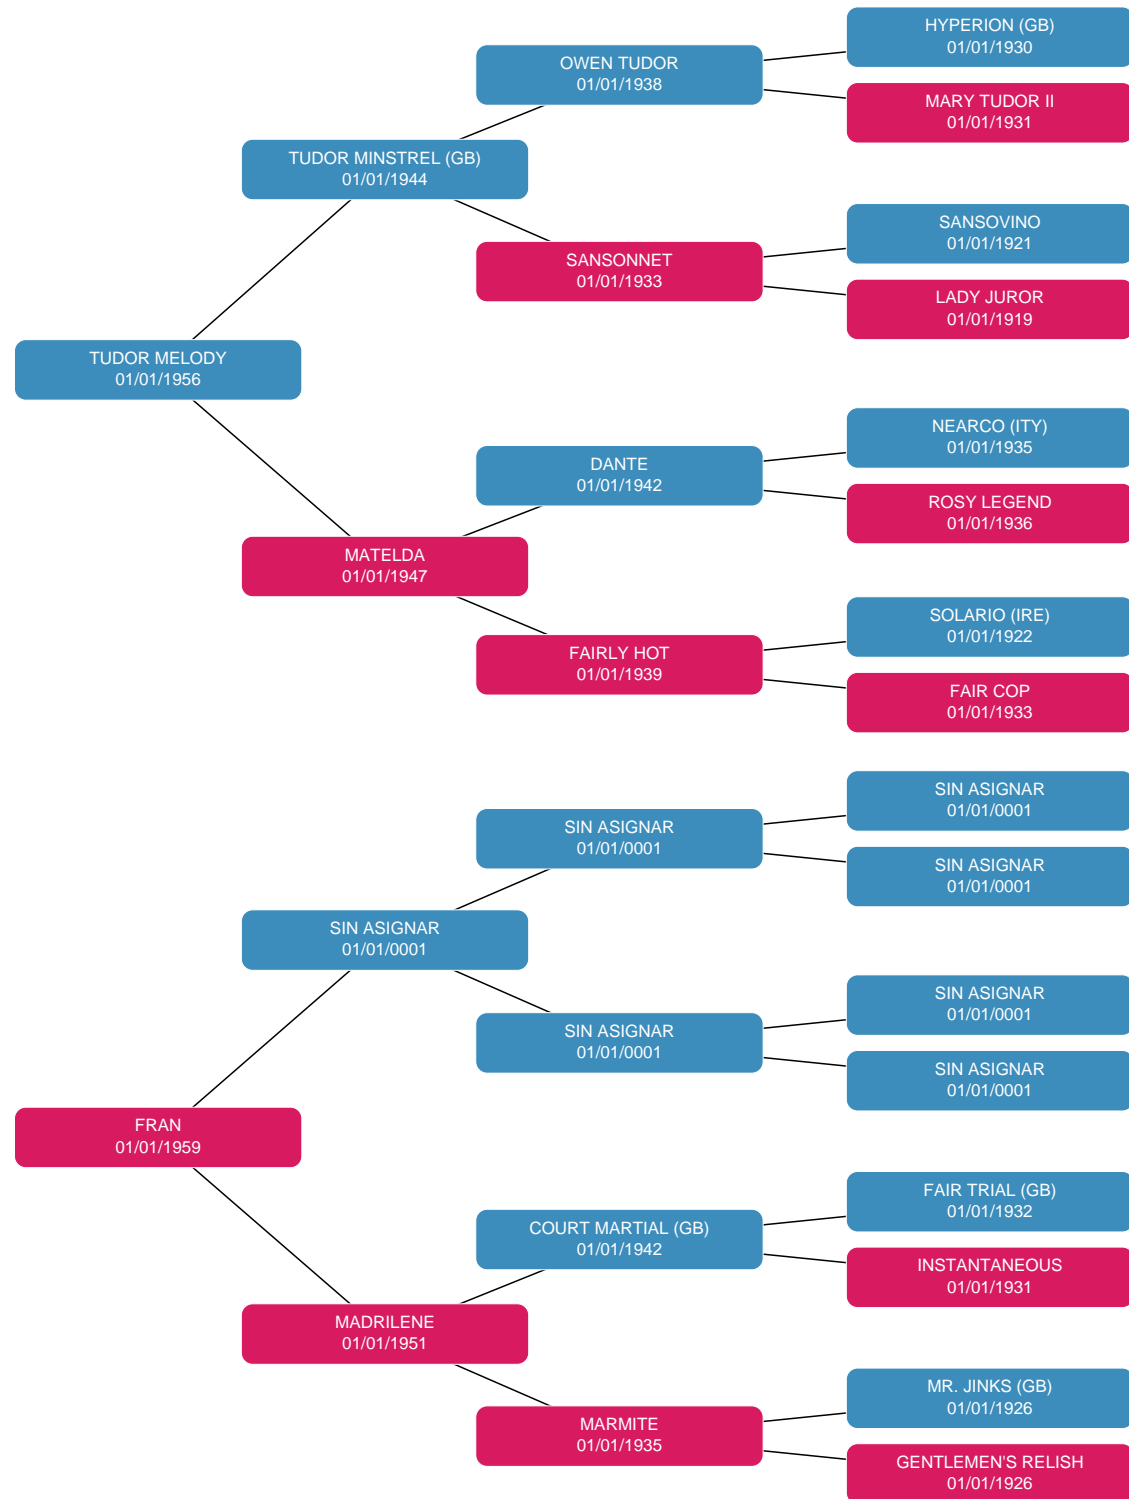 HYPERION (GB)
01/01/1930
OWEN TUDOR
01/01/1938
MARY TUDOR II
01/01/1931
TUDOR MINSTREL (GB)
01/01/1944
SANSOVINO
01/01/1921
SANSONNET
01/01/1933
LADY JUROR
01/01/1919
TUDOR MELODY
01/01/1956
NEARCO (ITY)
01/01/1935
DANTE
01/01/1942
ROSY LEGEND
01/01/1936
MATELDA
01/01/1947
SOLARIO (IRE)
01/01/1922
FAIRLY HOT
01/01/1939
FAIR COP
01/01/1933
SIN ASIGNAR
01/01/0001
SIN ASIGNAR
01/01/0001
SIN ASIGNAR
01/01/0001
SIN ASIGNAR
01/01/0001
SIN ASIGNAR
01/01/0001
SIN ASIGNAR
01/01/0001
SIN ASIGNAR
01/01/0001
FRAN
01/01/1959
FAIR TRIAL (GB)
01/01/1932
COURT MARTIAL (GB)
01/01/1942
INSTANTANEOUS
01/01/1931
MADRILENE
01/01/1951
MR. JINKS (GB)
01/01/1926
MARMITE
01/01/1935
GENTLEMEN'S RELISH
01/01/1926